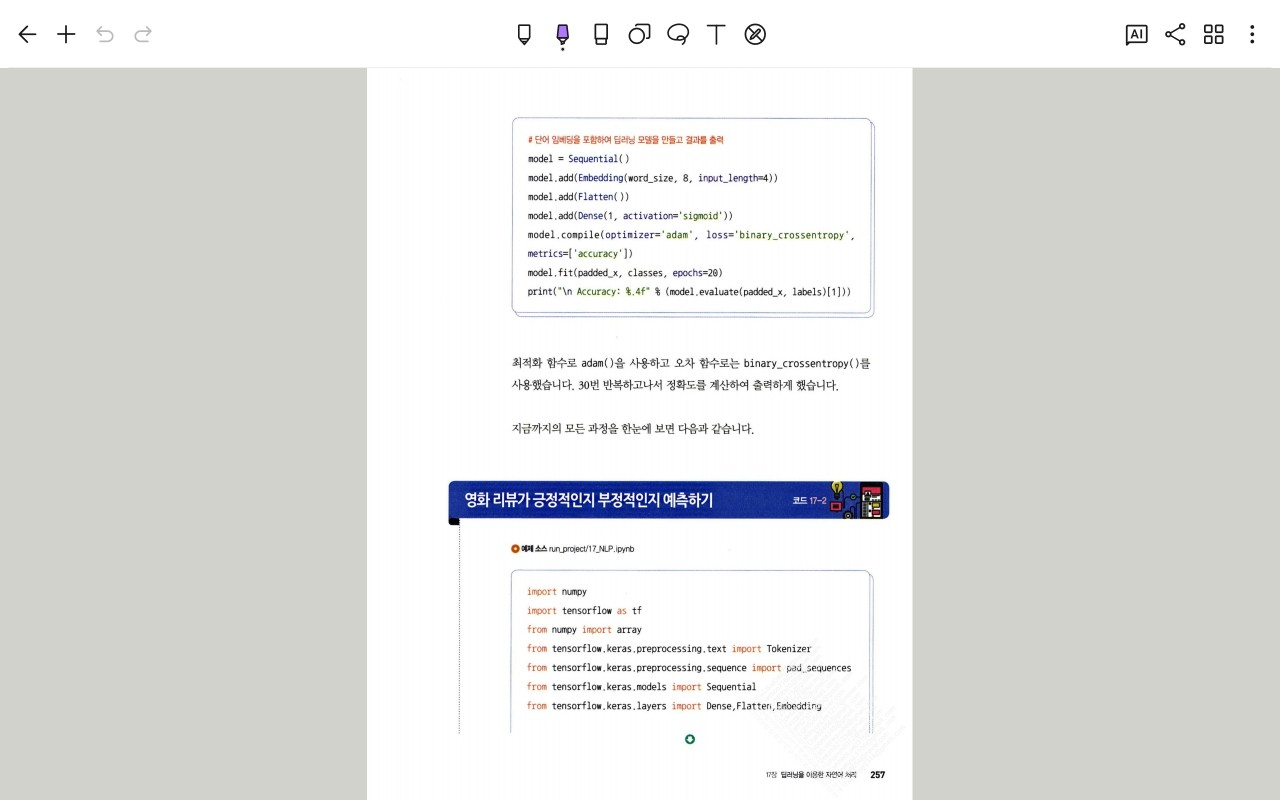 AI
# 단어 임베딩을 포함하여 딥러닝 모델을 만들고 결과를 출력
model = Sequential()
model.add(Embedding(word_size, 8, input_length=4))
model.add(Flatten())
model.add(Dense(1, activation='sigmoid'))
model.compile(optimizer='adam', loss='binary_crossentropy',
metrics=['accuracy'])
model.fit(padded_x, classes, epochs=20)
print("\n Accuracy: %.4f" % (model.evaluate(padded_x, labels)[1]))
최적화 함수로 adam()을 사용하고 오차 함수로는 binary_crossentropy()를
사용했습니다. 30번 반복하고나서 정확도를 계산하여 출력하게 했습니다.
지금까지의 모든 과정을 한눈에 보면 다음과 같습니다.
영화 리뷰가 긍정적인지 부정적인지 예측하기 코드 17-2
예제 소스 run_project/17_NLP.ipynb
import numpy
import tensorflow as tf
from numpy import array
from tensorflow.keras.preprocessing.text import Tokenizer
from tensorflow.keras.preprocessing.sequence import pad_sequences
from tensorflow.keras.models import Sequential
from tensorflow.keras.layers import Dense,Flatten,Embedding
17장 딥러닝을 이용한 자연어 처리 257